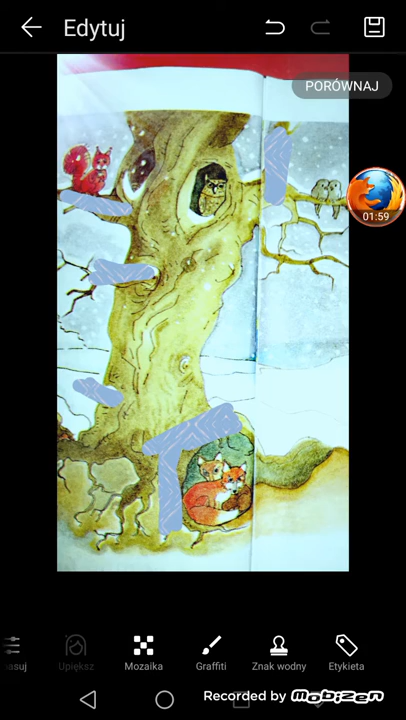 Edytuj
PORÓWNAJ
01:59
asuj
Upiększ
Mozaika
Graffiti
Znak wodny
Etykieta
Recorded by Mobizen